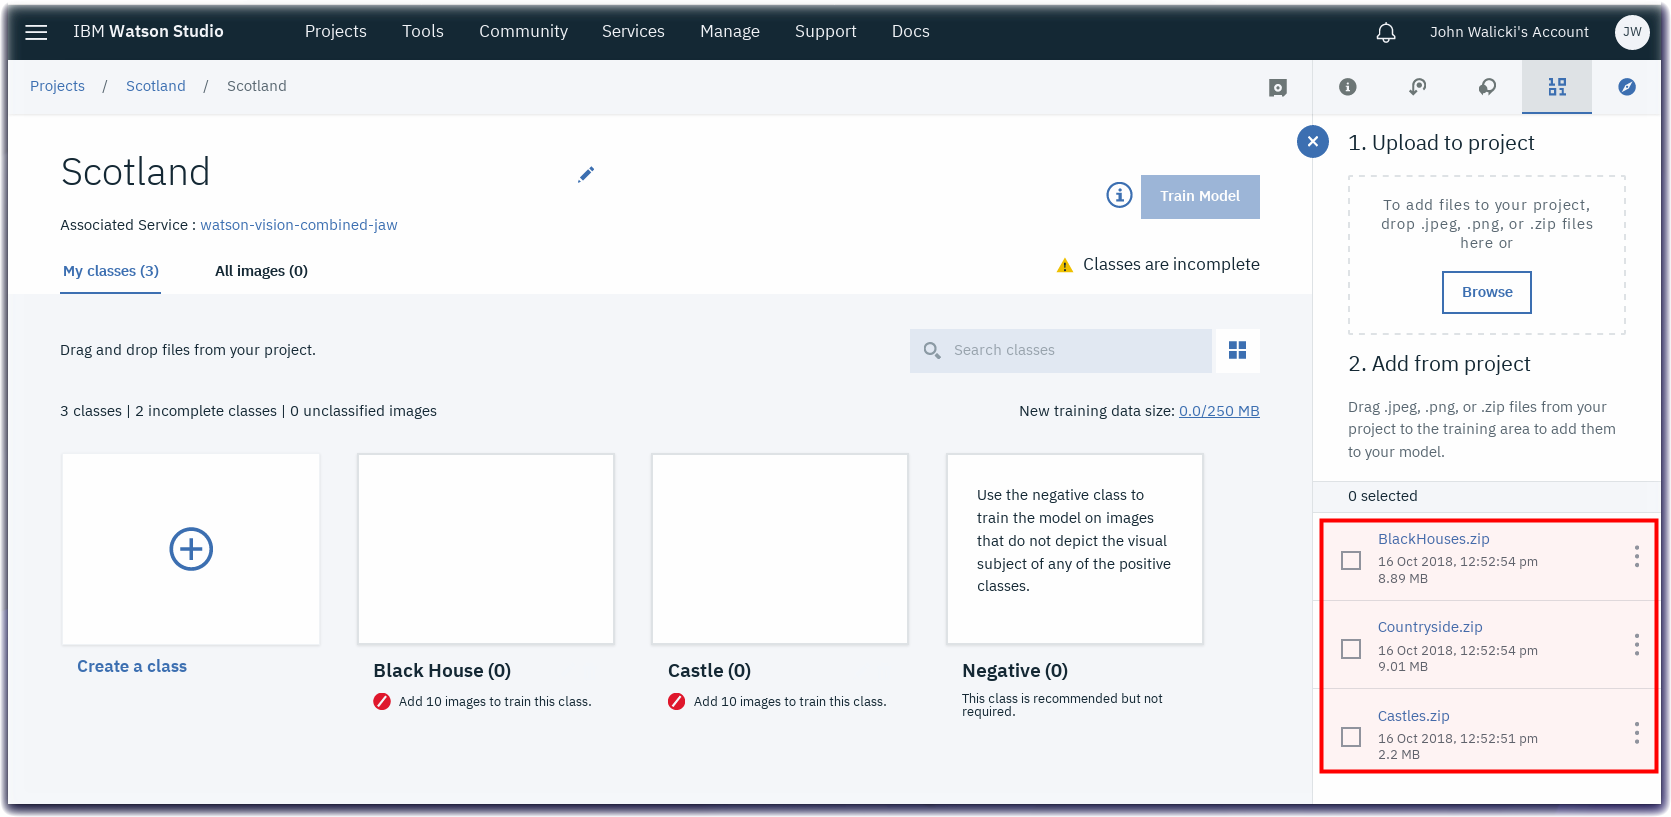 IBM Watson Studio
Projects
Tools
Community
Services
Manage
Support
Docs
John Walicki's Account
JW
Projects / Scotland / Scotland
Scotland
Train Model
Associated Service : watson-vision-combined-jaw
My classes (3)
All images (0)
Classes are incomplete
Drag and drop files from your project.
Search classes
3 classes | 2 incomplete classes | 0 unclassified images
New training data size: 0.0/250 MB
Create a class
Black House (0)
Add 10 images to train this class.
Castle (0)
Add 10 images to train this class.
Use the negative class to
train the model on images
that do not depict the visual
subject of any of the positive
classes.
Negative (0)
This class is recommended but not
required.
1. Upload to project
To add files to your project,
drop .jpeg, .png, or .zip files
here or
Browse
2. Add from project
Drag .jpeg, .png, or .zip files from your
project to the training area to add them
to your model.
0 selected
BlackHouses.zip
16 Oct 2018, 12:52:54 pm
8.89 MB
Countryside.zip
16 Oct 2018, 12:52:54 pm
9.01 MB
Castles.zip
16 Oct 2018, 12:52:51 pm
2.2 MB